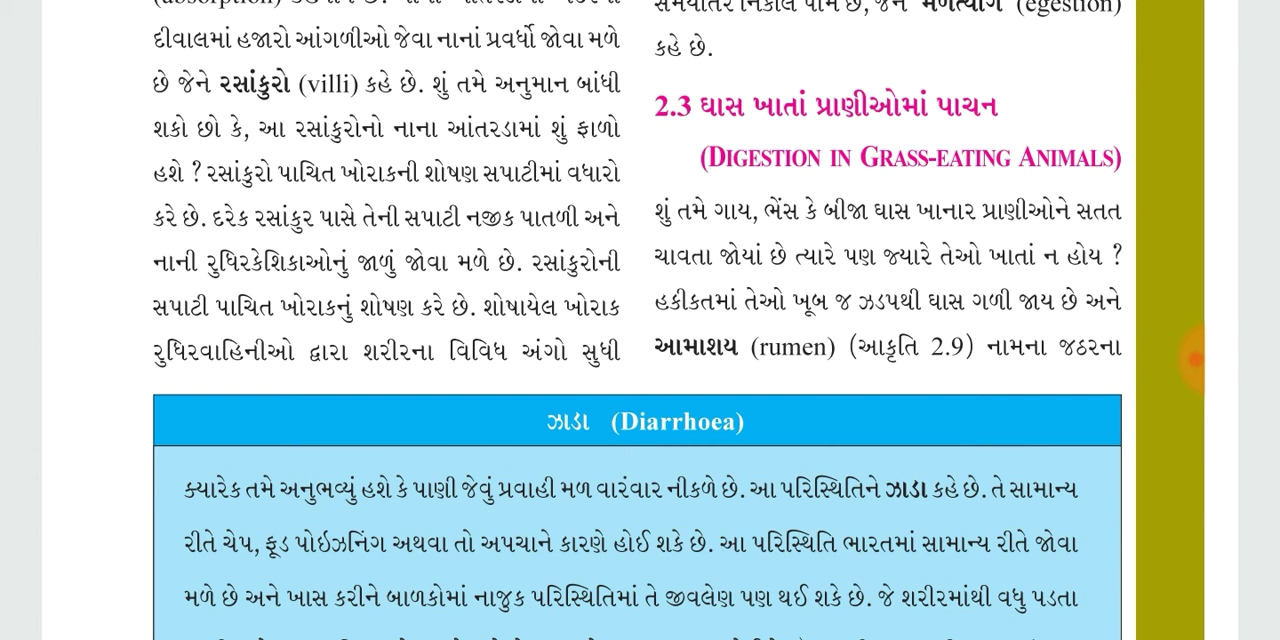 દીવાલમાં હજારો આંગળીઓ જેવા નાનાં પ્રવર્ધો જોવા મળે
છે જેને રસાંકુરો (villi) કહે છે. શું તમે અનુમાન બાંધી
શકો છો કે, આ રસાંકુરોનો નાના આંતરડામાં શું ફાળો
હશે ? રસાંકુરો પાચિત ખોરાકની શોષણ સપાટીમાં વધારો
કરે છે. દરેક રસાંકુર પાસે તેની સપાટી નજીક પાતળી અને
નાની રુધિરકેશિકાઓનું જાળું જોવા મળે છે. રસાંકુરોની
સપાટી પાચિત ખોરાકનું શોષણ કરે છે. શોષાયેલ ખોરાક
રુધિરવાહિનીઓ દ્વારા શરીરના વિવિધ અંગો સુધી
સમયાંતરે નિકાલ પામે છે, જેને મળત્યાગ (egestion)
કહે છે.
2.3 ઘાસ ખાતાં પ્રાણીઓમાં પાચન
(DIGESTION IN GRASS-EATING ANIMALS)
શું તમે ગાય, ભેંસ કે બીજા ઘાસ ખાનાર પ્રાણીઓને સતત
ચાવતા જોયાં છે ત્યારે પણ જ્યારે તેઓ ખાતાં ન હોય ?
હકીકતમાં તેઓ ખૂબ જ ઝડપથી ઘાસ ગળી જાય છે અને
આમાશય (rumen) (આકૃતિ 2.9) નામના જઠરના
ઝાડા (Diarrhoea)
ક્યારેક તમે અનુભવ્યું હશે કે પાણી જેવું પ્રવાહી મળ વારંવાર નીકળે છે. આ પરિસ્થિતિને ઝાડા કહે છે. તે સામાન્ય
રીતે ચેપ, ફૂડ પોઇઝનિંગ અથવા તો અપચાને કારણે હોઈ શકે છે. આ પરિસ્થિતિ ભારતમાં સામાન્ય રીતે જોવા
મળે છે અને ખાસ કરીને બાળકોમાં નાજુક પરિસ્થિતિમાં તે જીવલેણ પણ થઈ શકે છે. જે શરીરમાંથી વધુ પડતા